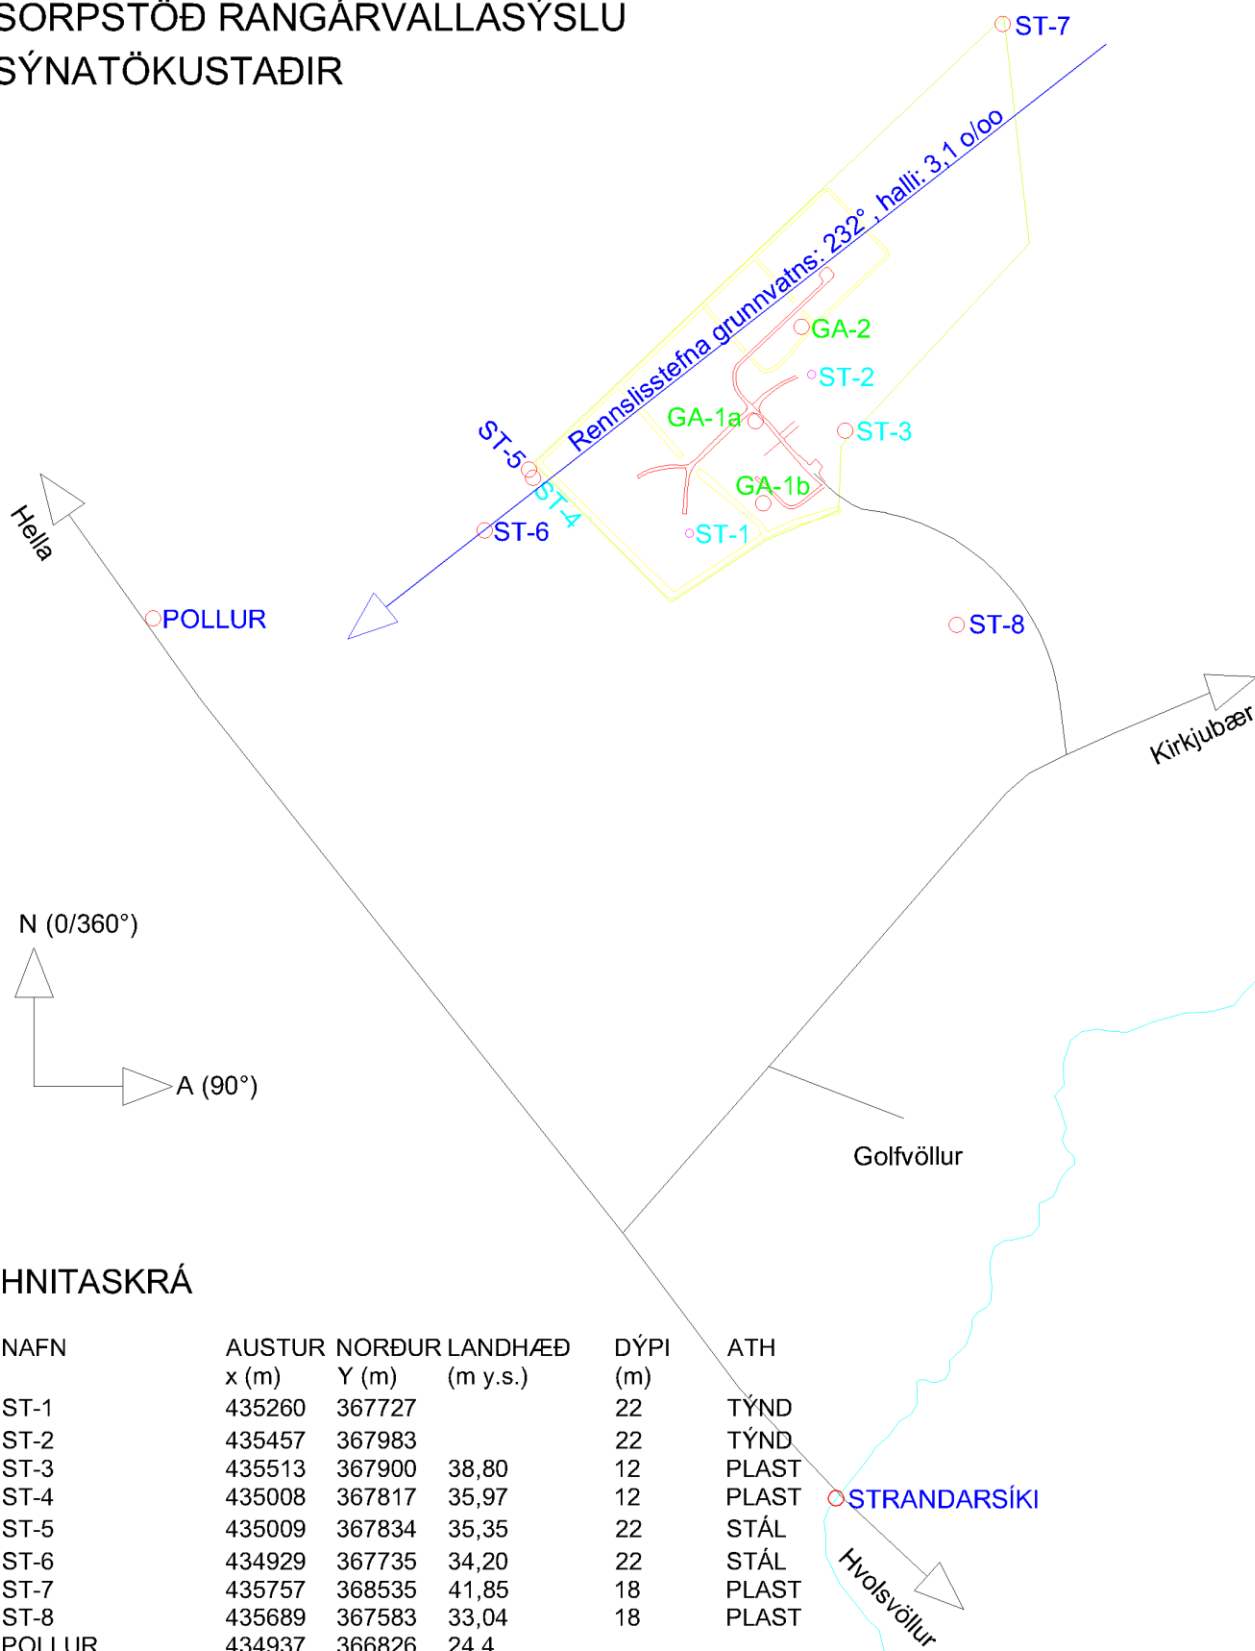 SORPSTÖÐ RANGÁRVALLASÝSLU
SÝNATÖKUSTAÐIR
ST-7
Rennslisstefna grunnvatns: 232° , halli: 3,1 o/oo
GA-2
ST-2
GA-1a
ST-3
ST-5
GA-1b
ST-4
ST-6
ST-1
Hella
POLLUR
ST-8
Kirkjubær
N (0/360°)
A (90°)
Golfvöllur
HNITASKRÁ
NAFN AUSTUR NORÐUR LANDHÆÐ DÝPI ATH
x (m) Y (m) (m y.s.) (m)
ST-1 435260 367727 22 TÝND
ST-2 435457 367983 22 TÝND
ST-3 435513 367900 38,80 12 PLAST
ST-4 435008 367817 35,97 12 PLAST
ST-5 435009 367834 35,35 22 STÁL
ST-6 434929 367735 34,20 22 STÁL
ST-7 435757 368535 41,85 18 PLAST
ST-8 435689 367583 33,04 18 PLAST
POLLUR 434937 366826 24,4
STRANDARSÍKI
Hvolsvöllur